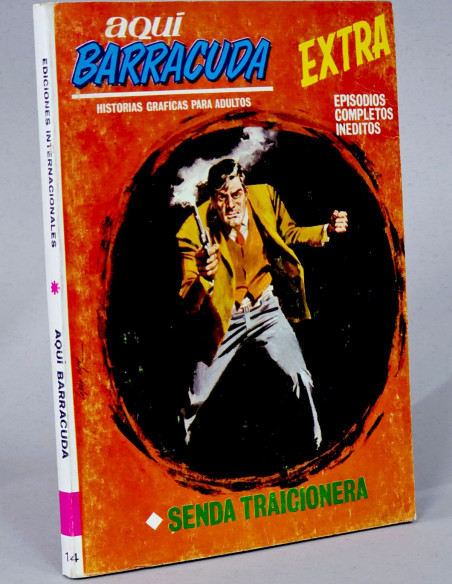 aquí
BARRACUDA
HISTORIAS GRAFICAS PARA ADULTOS
EXTRA
EPISODIOS
COMPLETOS
INEDITOS
SENDA TRAICIONERA
EDICIONES INTERNACIONALES
AQUÍ BARRACUDA
14